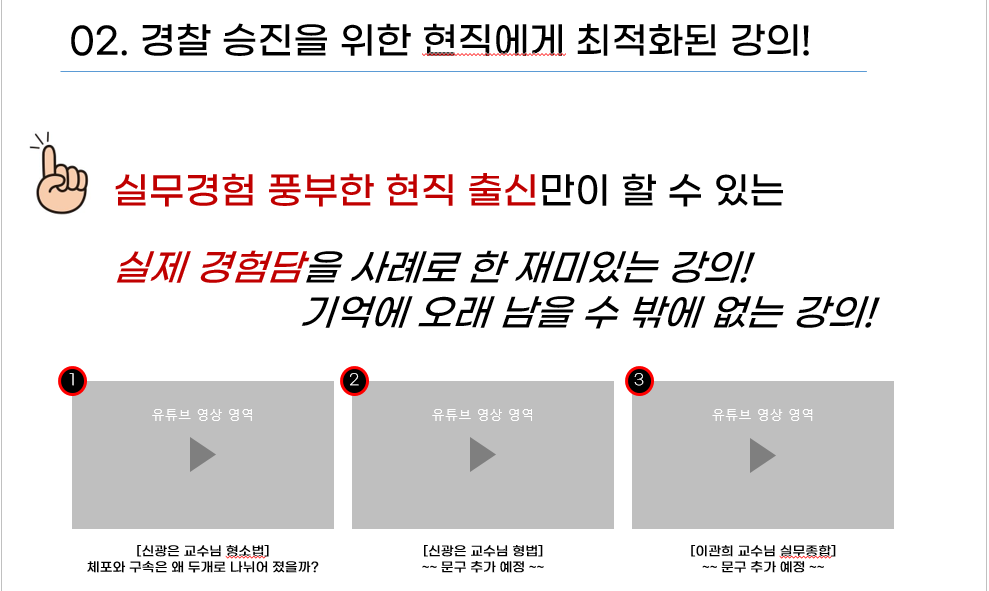 02. 경찰 승진을 위한 현직에게 최적화된 강의!
실무경험 풍부한 현직 출신만이 할 수 있는
실제 경험담을 사례로 한 재미있는 강의!
기억에 오래 남을 수 밖에 없는 강의!
1
유튜브 영상 영역
2
유튜브 영상 영역
3
유튜브 영상 영역
[신광은 교수님 형소법]
체포와 구속은 왜 두개로 나뉘어 졌을까?
[신광은 교수님 형법]
~~ 문구 추가 예정 ~~
[이관희 교수님 실무종합]
~~ 문구 추가 예정 ~~